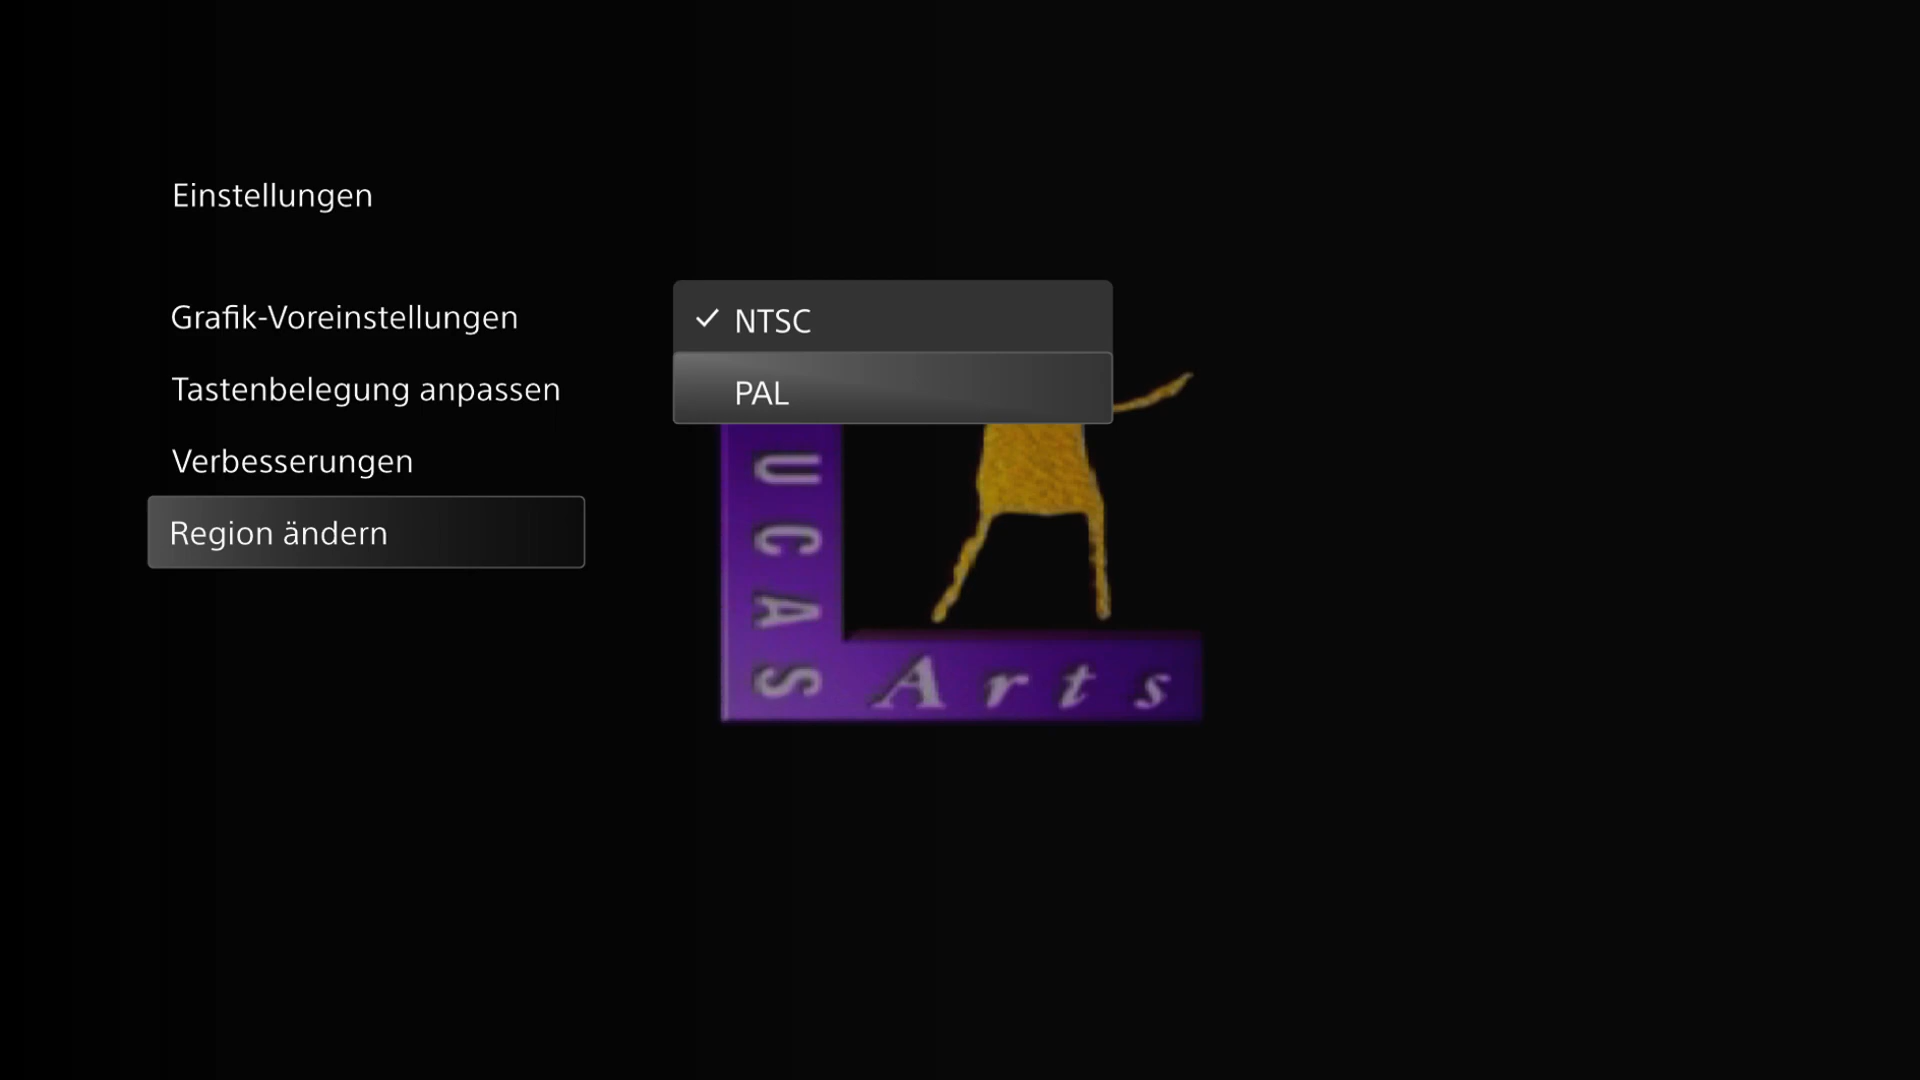 Einstellungen
Grafik-Voreinstellungen
Tastenbelegung anpassen
Verbesserungen
Region ändern
NTSC
PAL
UCAS
Arts